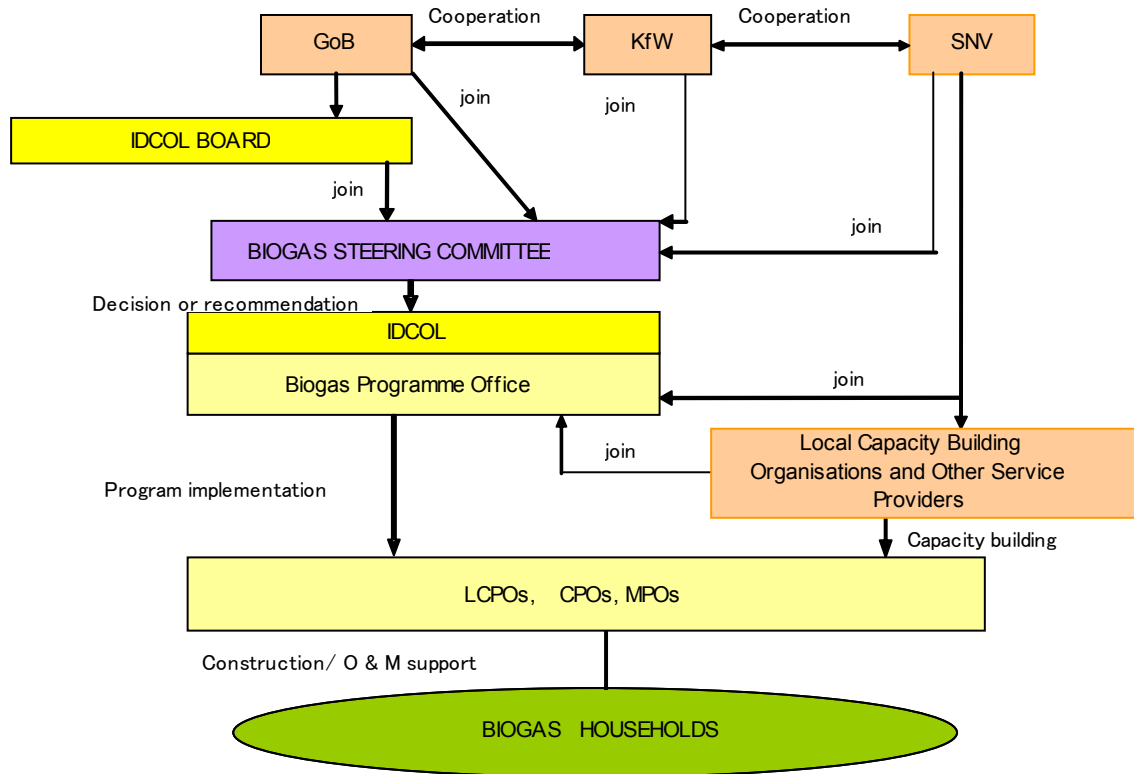 Cooperation
Cooperation
GoB
KfW
SNV
join
join
IDCOL BOARD
join
join
BIOGAS STEERING COMMITTEE
Decision or recommendation
IDCOL
Biogas Programme Office
join
join
Local Capacity Building
Organisations and Other Service
Providers
Program implementation
Capacity building
LCPOs, CPOs, MPOs
Construction/ O & M support
BIOGAS HOUSEHOLDS